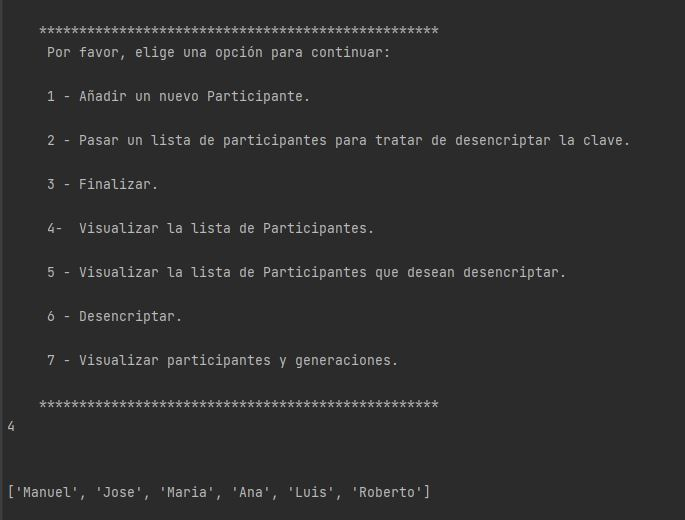 **************************************************
Por favor, elige una opción para continuar:
1 - Añadir un nuevo Participante.
2 - Pasar un lista de participantes para tratar de desencriptar la clave.
3 - Finalizar.
4-  Visualizar la lista de Participantes.
5 - Visualizar la lista de Participantes que desean desencriptar.
6 - Desencriptar.
7 - Visualizar participantes y generaciones.
**************************************************
4
['Manuel', 'Jose', 'Maria', 'Ana', 'Luis', 'Roberto']